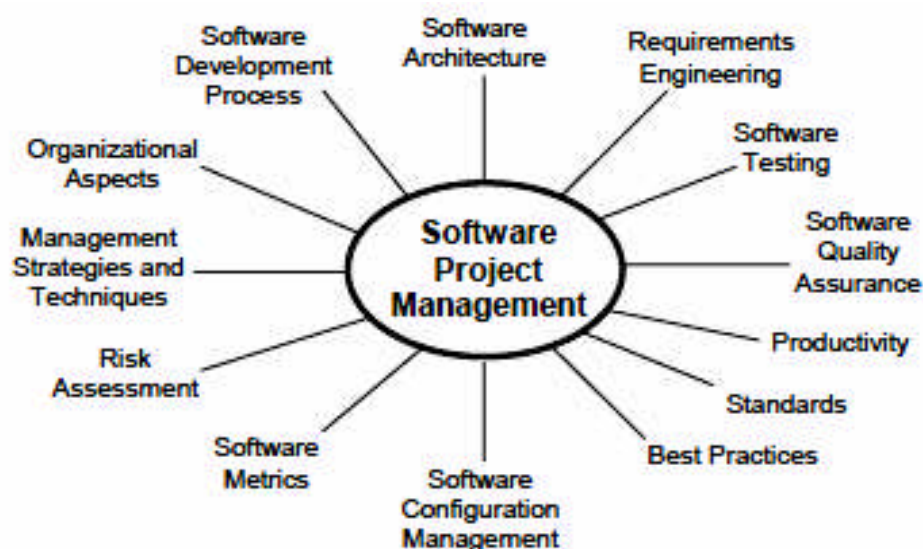 Software
Architecture
Requirements
Engineering
Software
Testing
Software
Quality
Assurance
Productivity
Standards
Best Practices
Software
Configuration
Management
Software
Metrics
Risk
Assessment
Management
Strategies and
Techniques
Organizational
Aspects
Software
Development
Process
Software
Project
Management